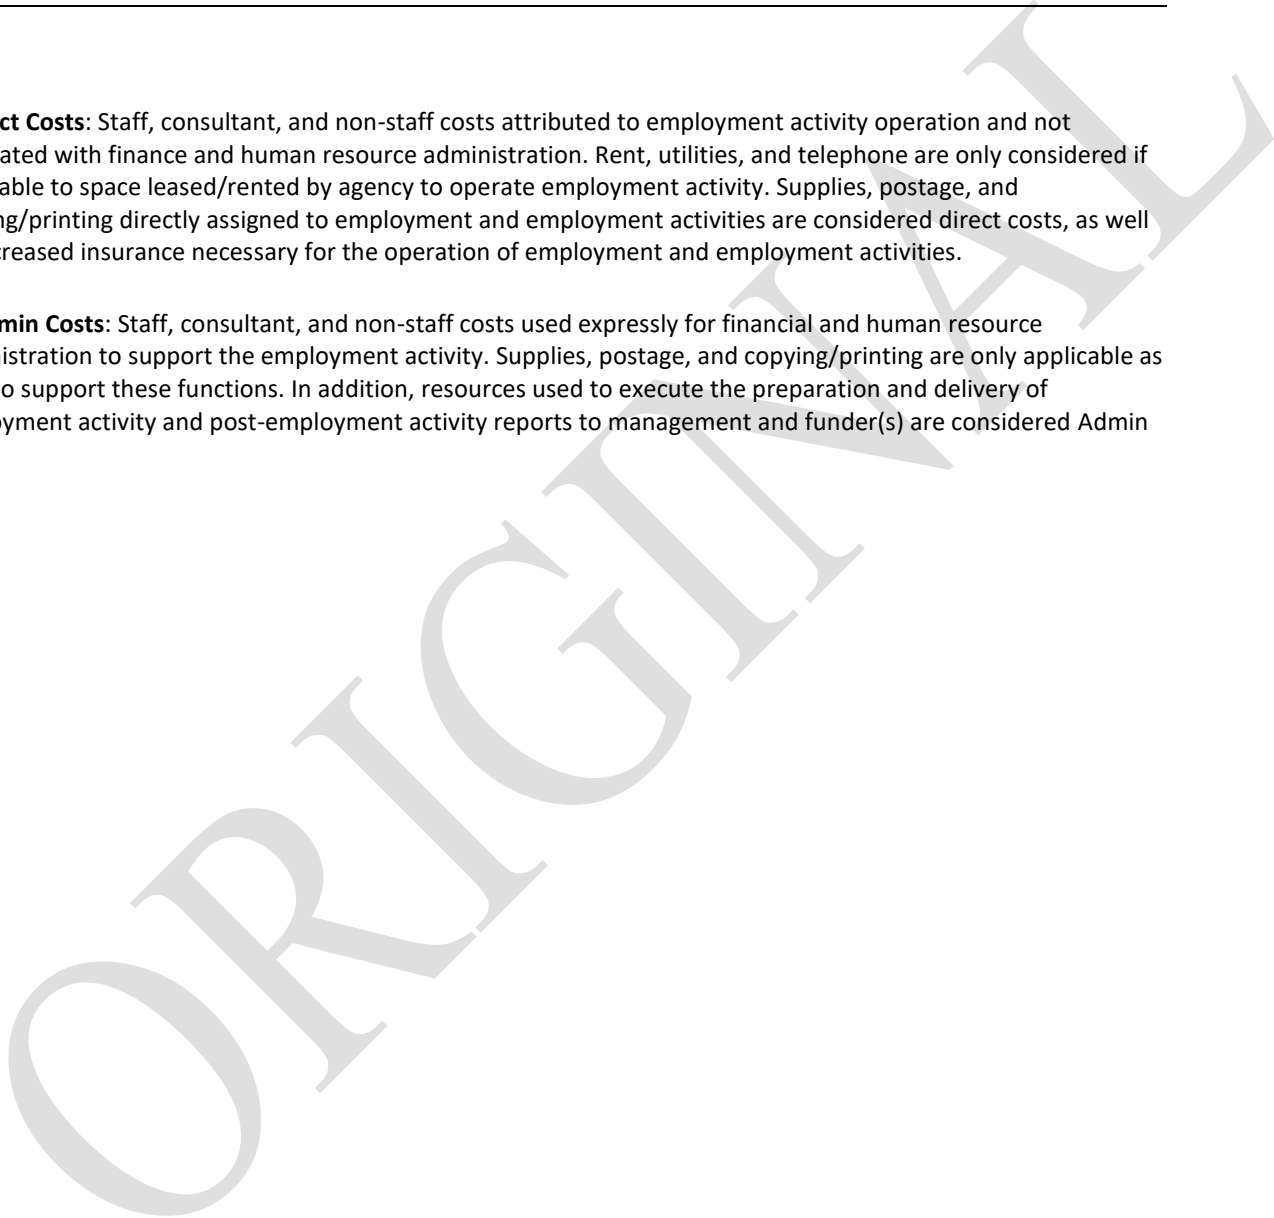 ct Costs: Staff, consultant, and non-staff costs attributed to employment activity operation and not
ated with finance and human resource administration. Rent, utilities, and telephone are only considered if
able to space leased/rented by agency to operate employment activity. Supplies, postage, and
ng/printing directly assigned to employment and employment activities are considered direct costs, as well
creased insurance necessary for the operation of employment and employment activities.
min Costs: Staff, consultant, and non-staff costs used expressly for financial and human resource
nistration to support the employment activity. Supplies, postage, and copying/printing are only applicable as
o support these functions. In addition, resources used to execute the preparation and delivery of
oyment activity and post-employment activity reports to management and funder(s) are considered Admin
ORIGINAL